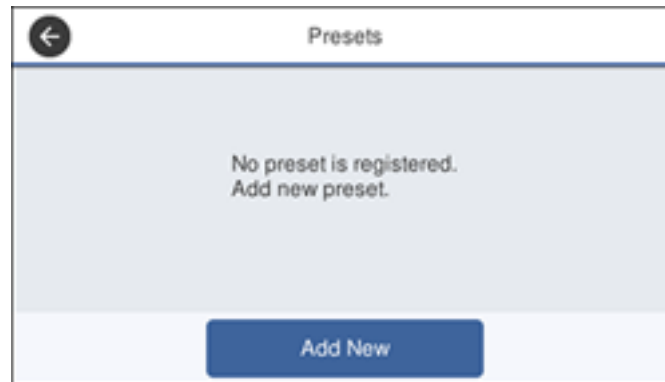 Presets
No preset is registered.
Add new preset.
Add New